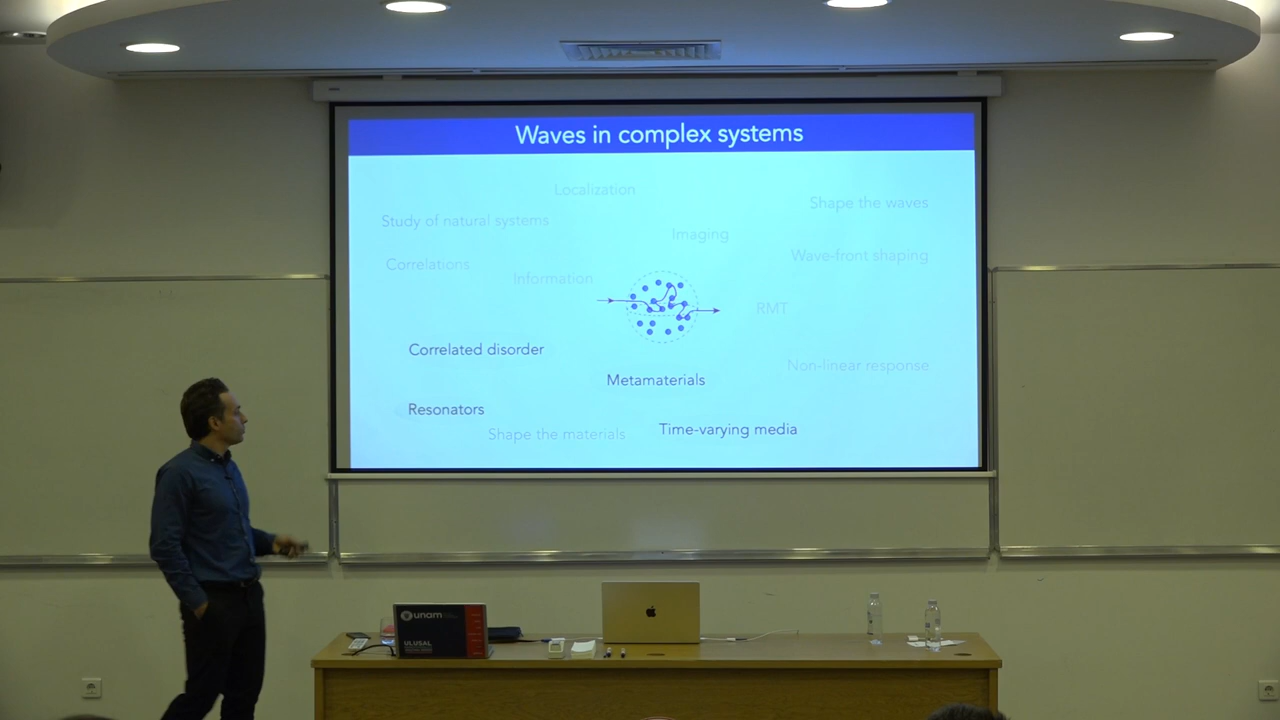 Waves in complex systems
Localization
Shape the waves
Study of natural systems
Imaging
Wave-front shaping
Correlations
Information
RMT
Correlated disorder
Non-linear response
Metamaterials
Resonators
Time-varying media
Shape the materials
unam
ULUSAL